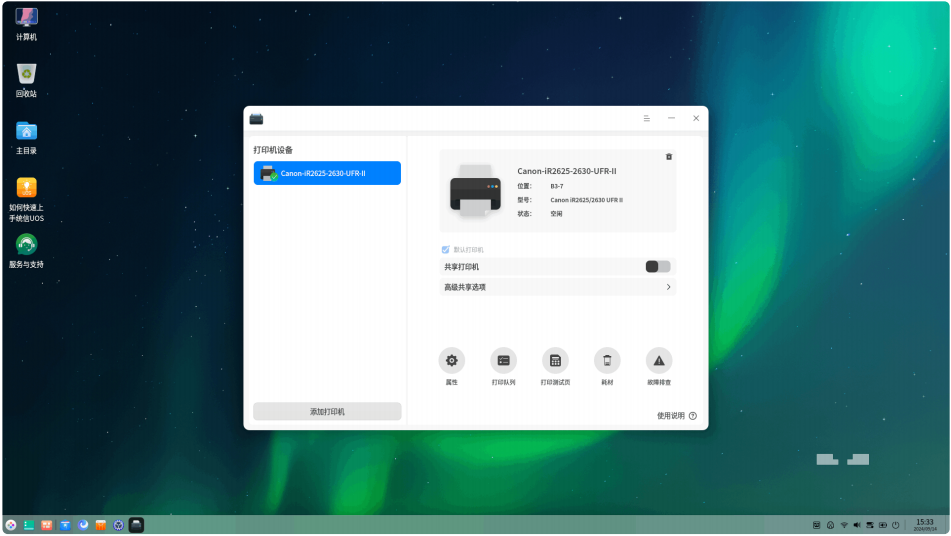 计算机
回收站
主目录
如何快速上
手统信UOS
服务与支持
打印机设备
Canon-iR2625-2630-UFR-II
添加打印机
Canon-iR2625-2630-UFR-II
位置： B3-7
型号： Canon iR2625/2630 UFR II
状态： 空闲
默认打印机
共享打印机
高级共享选项
属性
打印队列
打印测试页
耗材
故障排查
使用说明
15:33
2024/05/14